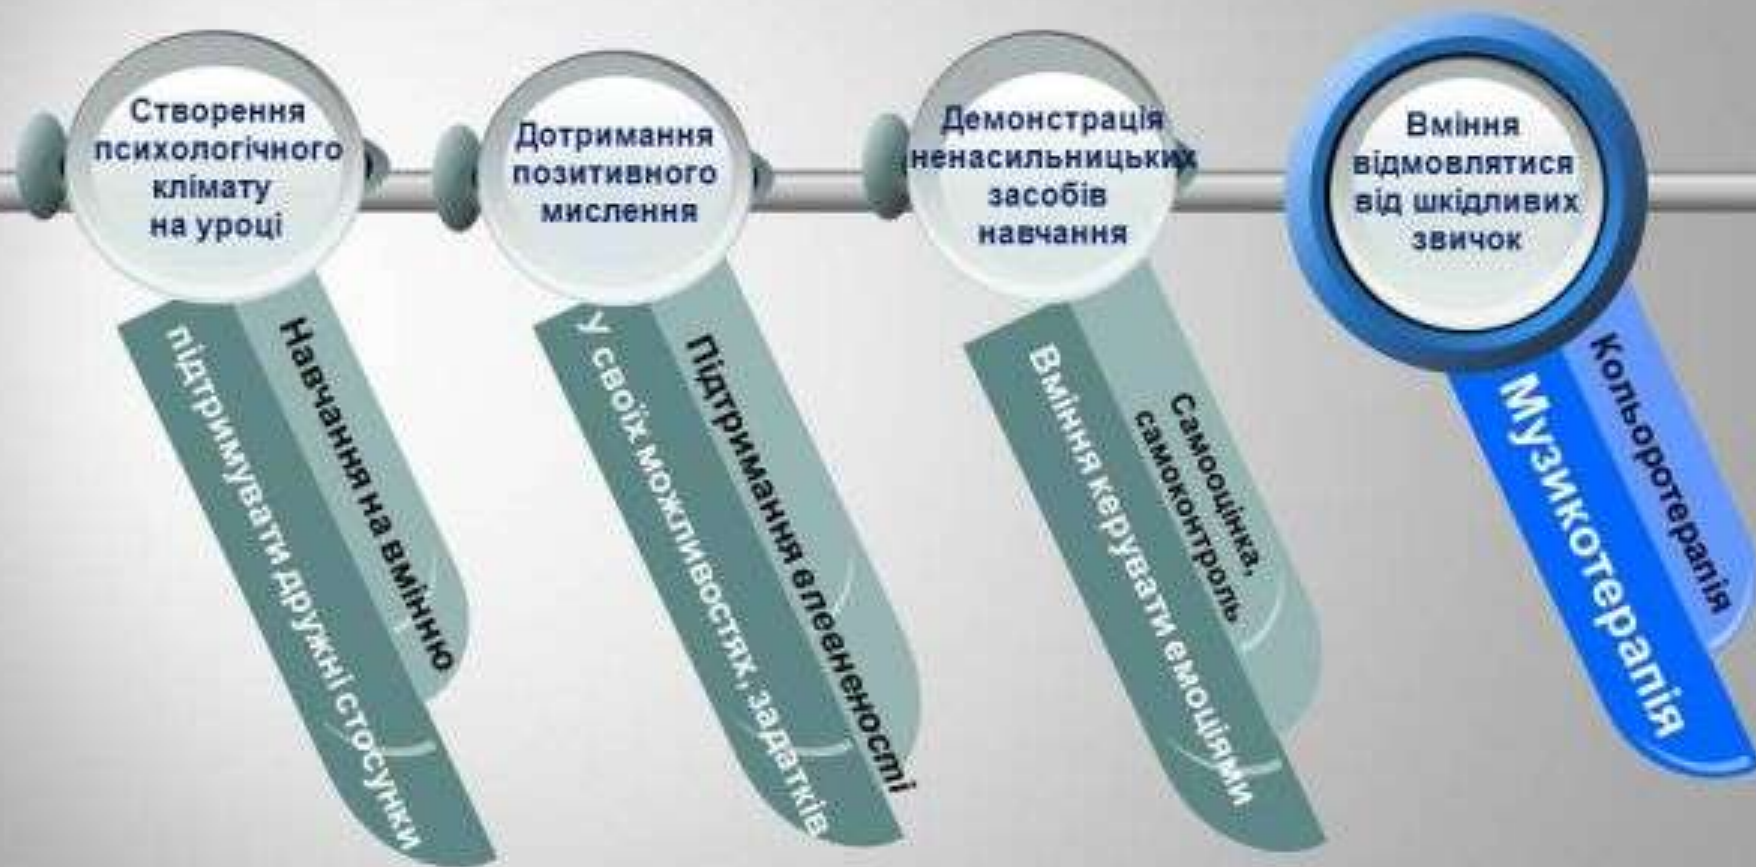 Створення
психологічного
клімату
на уроці
Навчання на вмінню
підтримувати дружні стосунки
Дотримання
позитивного
мислення
Підтримання впевненості
У своїх можливостях, задатків,
Демонстрація
ненасильницьких
засобів
навчання
Самооцінка,
самоконтроль
Вміння керувати емоціями
Вміння
відмовлятися
від шкідливих
звичок
Кольоротерапія
Музикотерапія